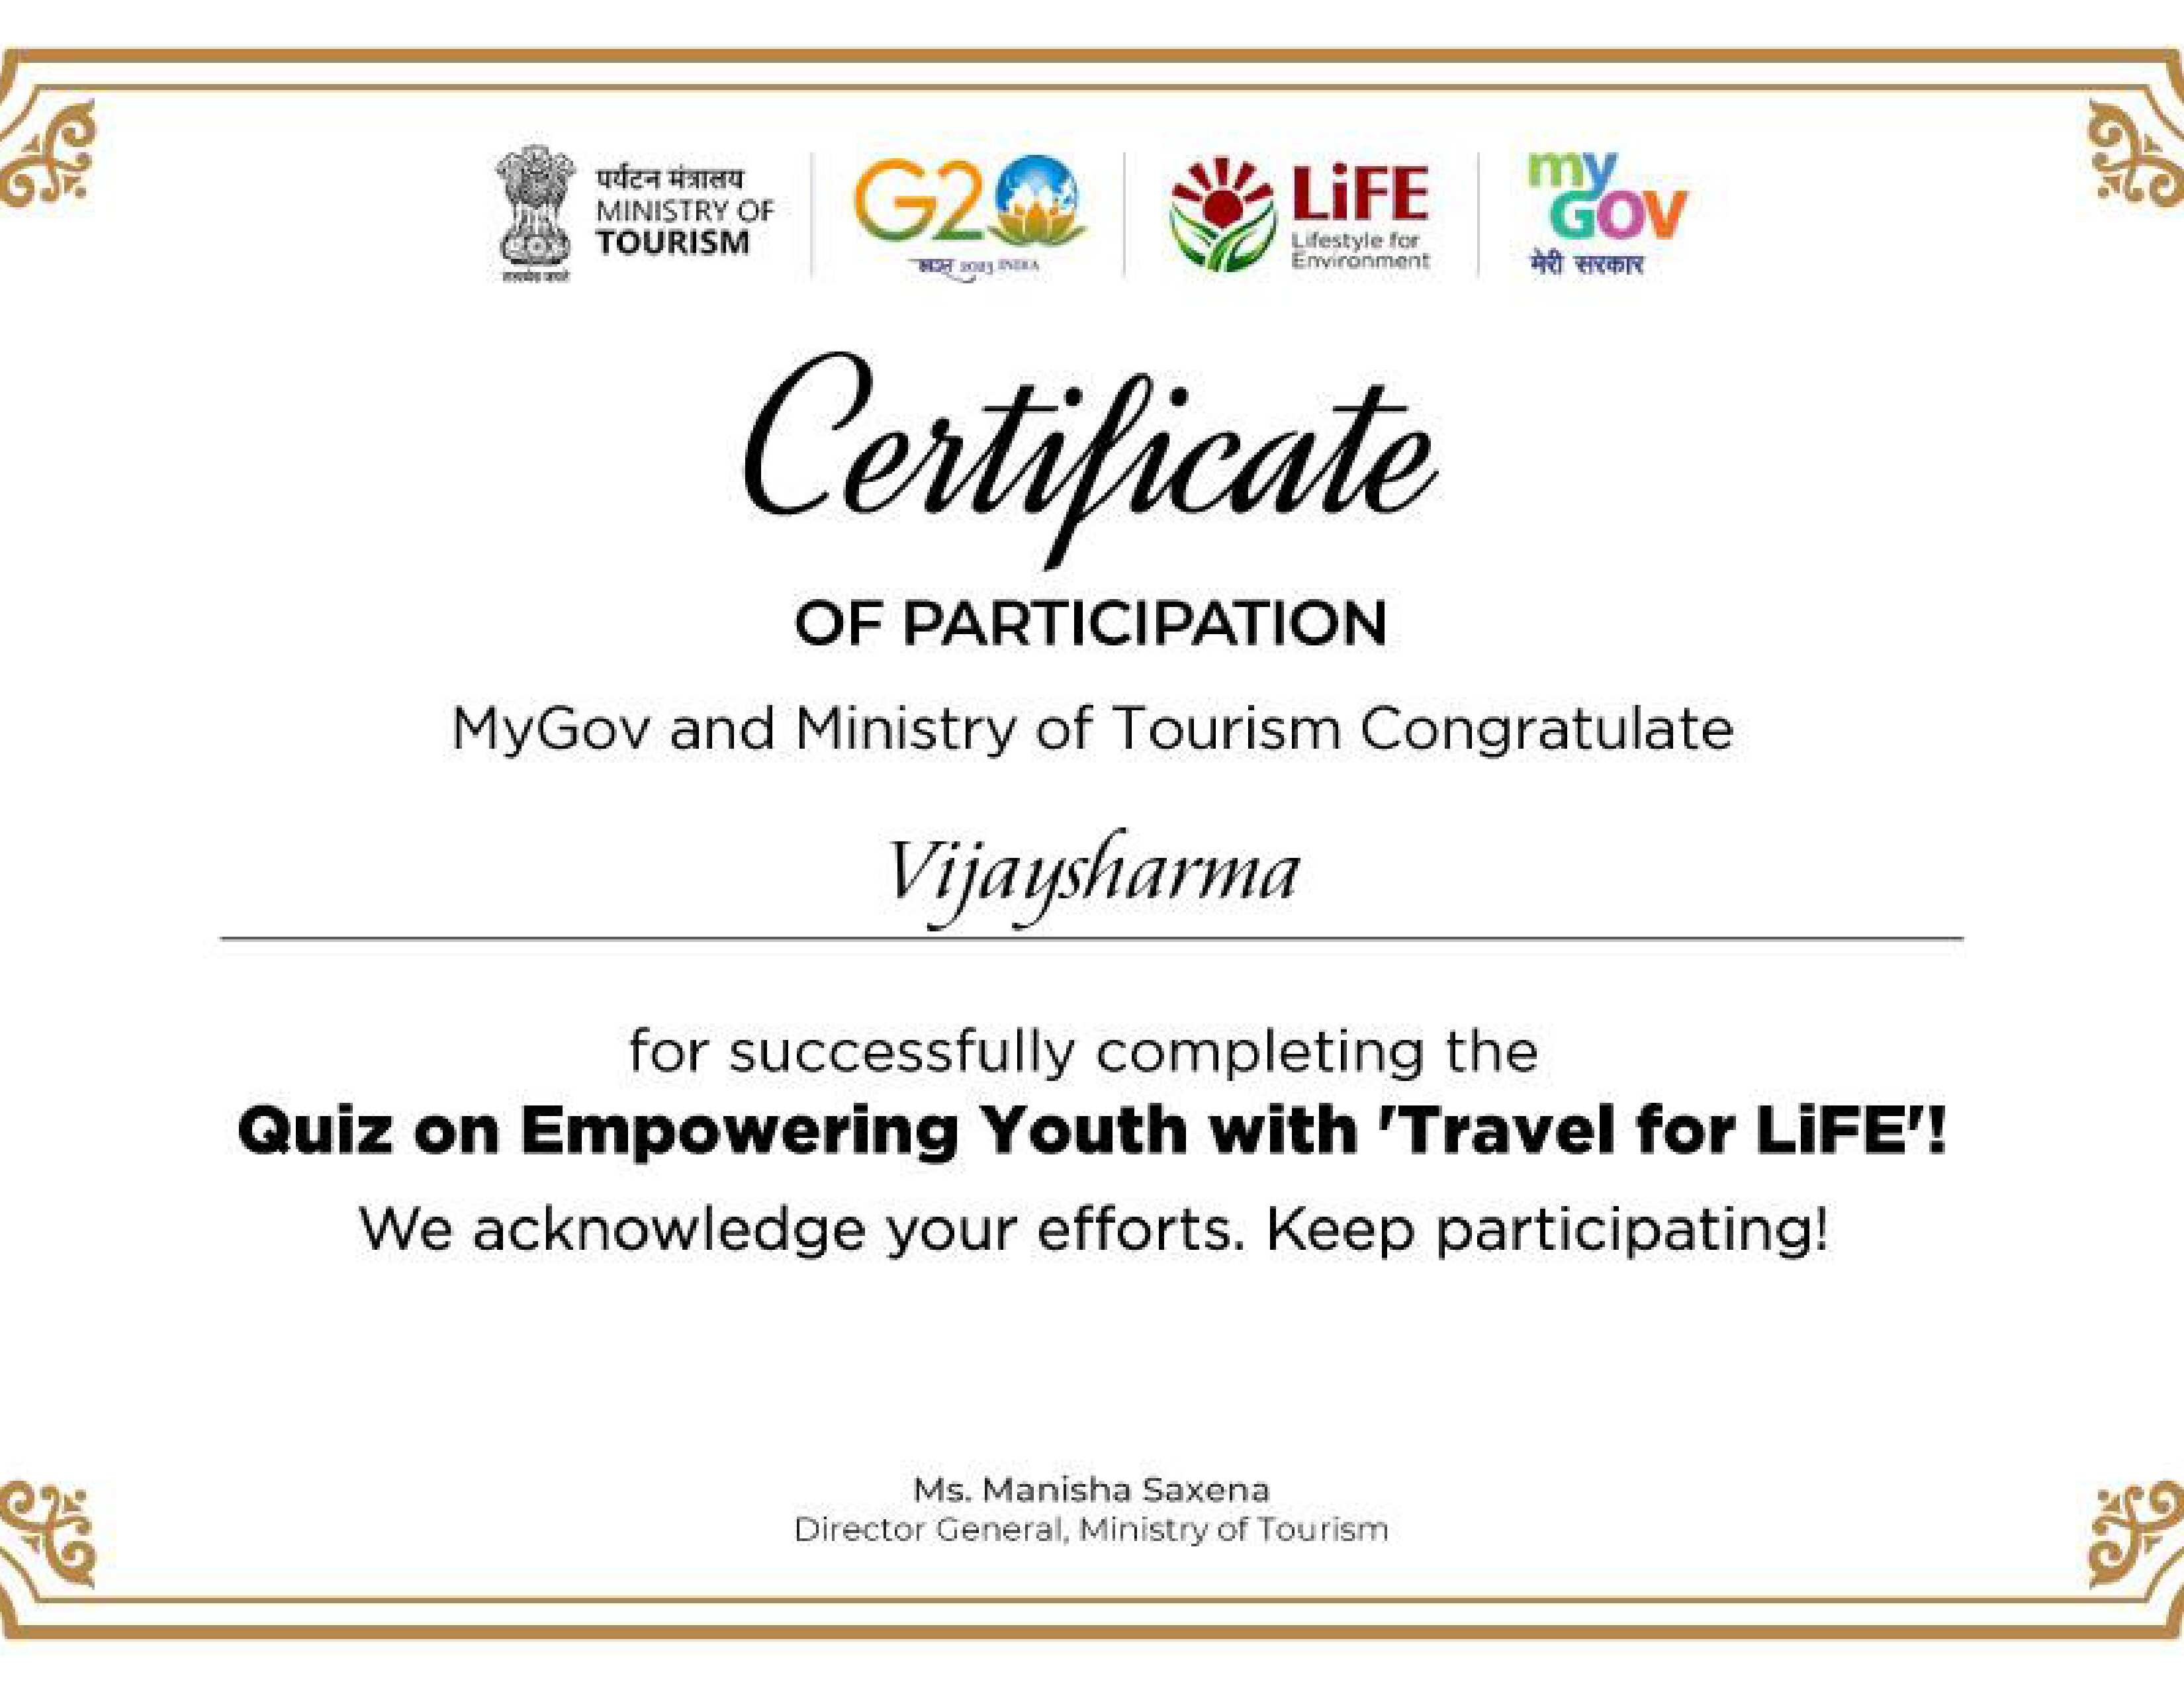 पर्यटन मंत्रालय
MINISTRY OF
TOURISM
सत्यमेव जयते
G20
भारत 2023 INDIA
LiFE
Lifestyle for
Environment
my
GOV
मेरी सरकार
Certificate
OF PARTICIPATION
MyGov and Ministry of Tourism Congratulate
Vijaysharma
for successfully completing the
Quiz on Empowering Youth with 'Travel for LiFE'!
We acknowledge your efforts. Keep participating!
Ms. Manisha Saxena
Director General, Ministry of Tourism